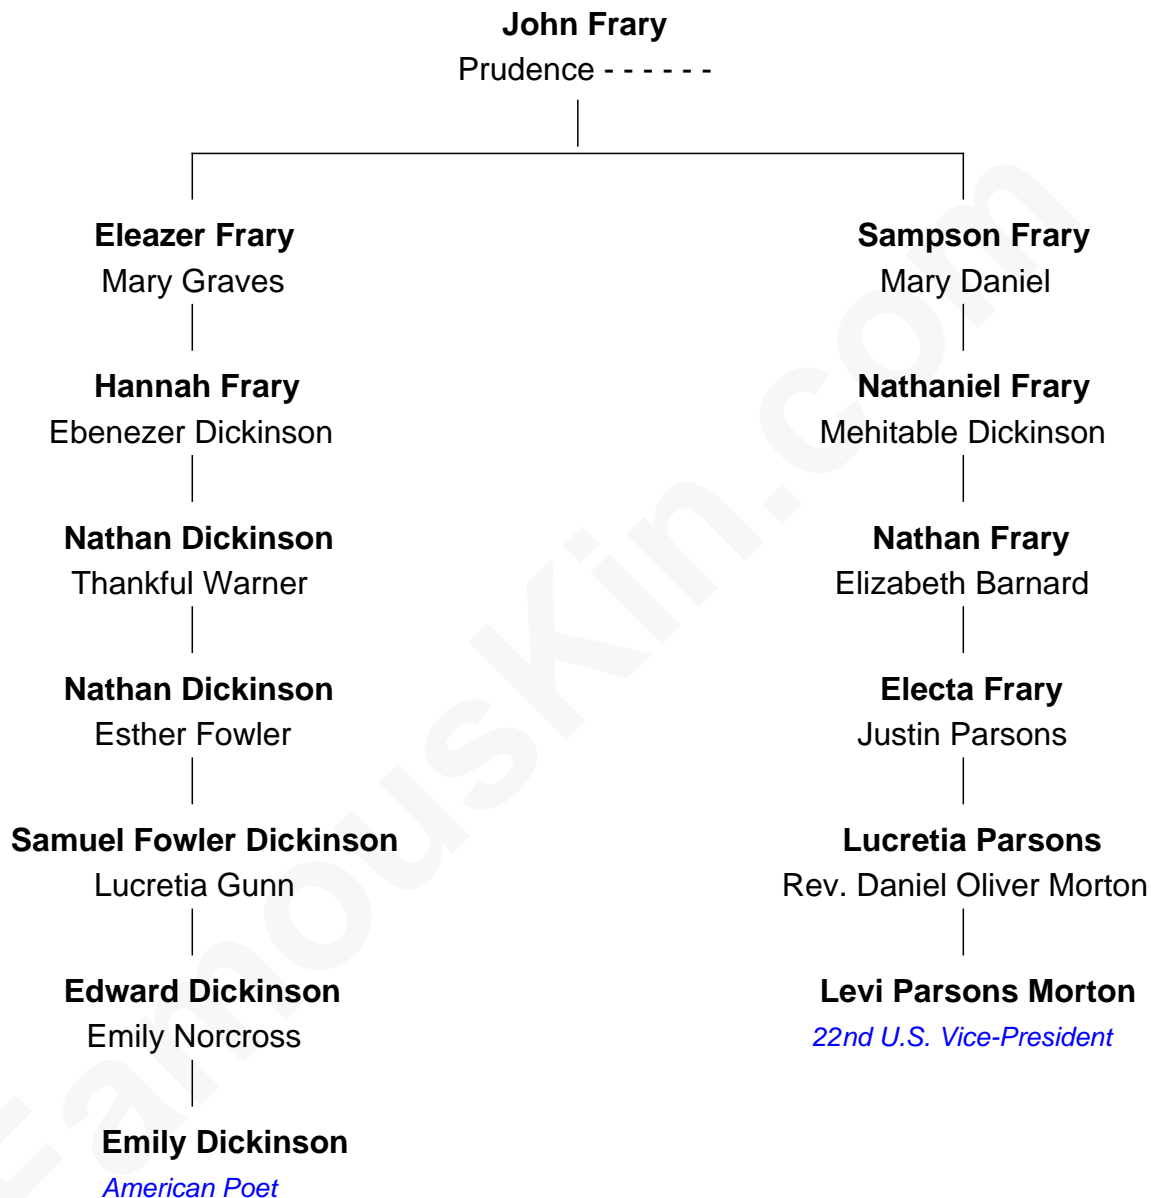 John Frary
Prudence - - - - - -
Eleazer Frary
Mary Graves
Sampson Frary
Mary Daniel
Hannah Frary
Ebenezer Dickinson
Nathaniel Frary
Mehitable Dickinson
Nathan Dickinson
Thankful Warner
Nathan Frary
Elizabeth Barnard
Nathan Dickinson
Esther Fowler
Electa Frary
Justin Parsons
Samuel Fowler Dickinson
Lucretia Gunn
Lucretia Parsons
Rev. Daniel Oliver Morton
Edward Dickinson
Emily Norcross
Levi Parsons Morton
22nd U.S. Vice-President
Emily Dickinson
American Poet
FamousKin.com